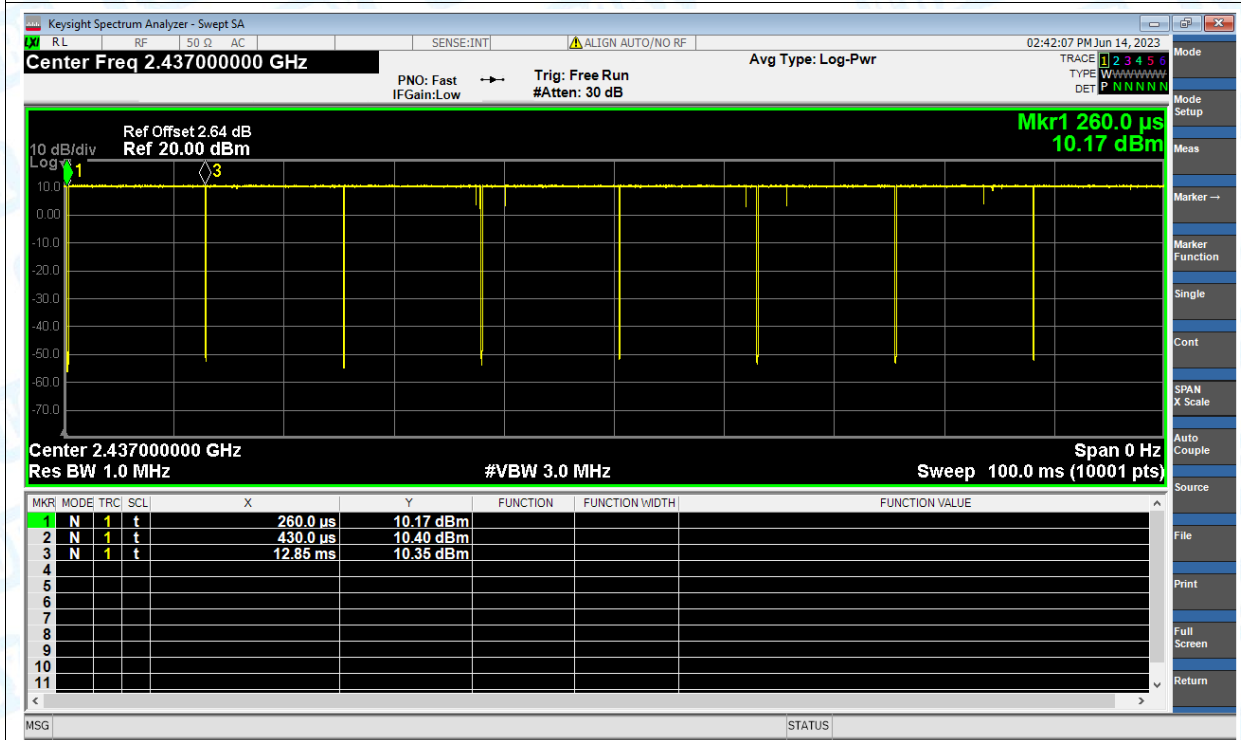 Keysight Spectrum Analyzer - Swept SA
LXI RL RF 50 Ω AC SENSE:INT ALIGN AUTO/NO RF 02:42:07 PM Jun 14, 2023
Center Freq 2.437000000 GHz
PNO: Fast
IFGain:Low
Trig: Free Run
#Atten: 30 dB
Avg Type: Log-Pwr
TRACE 1 2 3 4 5 6
TYPE WWWWWW
DET P N N N N N
Mkr1 260.0 µs
10.17 dBm
Ref Offset 2.64 dB
10 dB/div Ref 20.00 dBm
Log
1
3
10.0
0.00
-10.0
-20.0
-30.0
-40.0
-50.0
-60.0
-70.0
Center 2.437000000 GHz Span 0 Hz
Res BW 1.0 MHz #VBW 3.0 MHz Sweep 100.0 ms (10001 pts)
MKR MODE TRC SCL X Y FUNCTION FUNCTION WIDTH FUNCTION VALUE
1 N 1 t 260.0 µs 10.17 dBm
2 N 1 t 430.0 µs 10.40 dBm
3 N 1 t 12.85 ms 10.35 dBm
4
5
6
7
8
9
10
11
MSG STATUS
Mode
Mode
Setup
Meas
Marker →
Marker
Function
Single
Cont
SPAN
X Scale
Auto
Couple
Source
File
Print
Full
Screen
Return